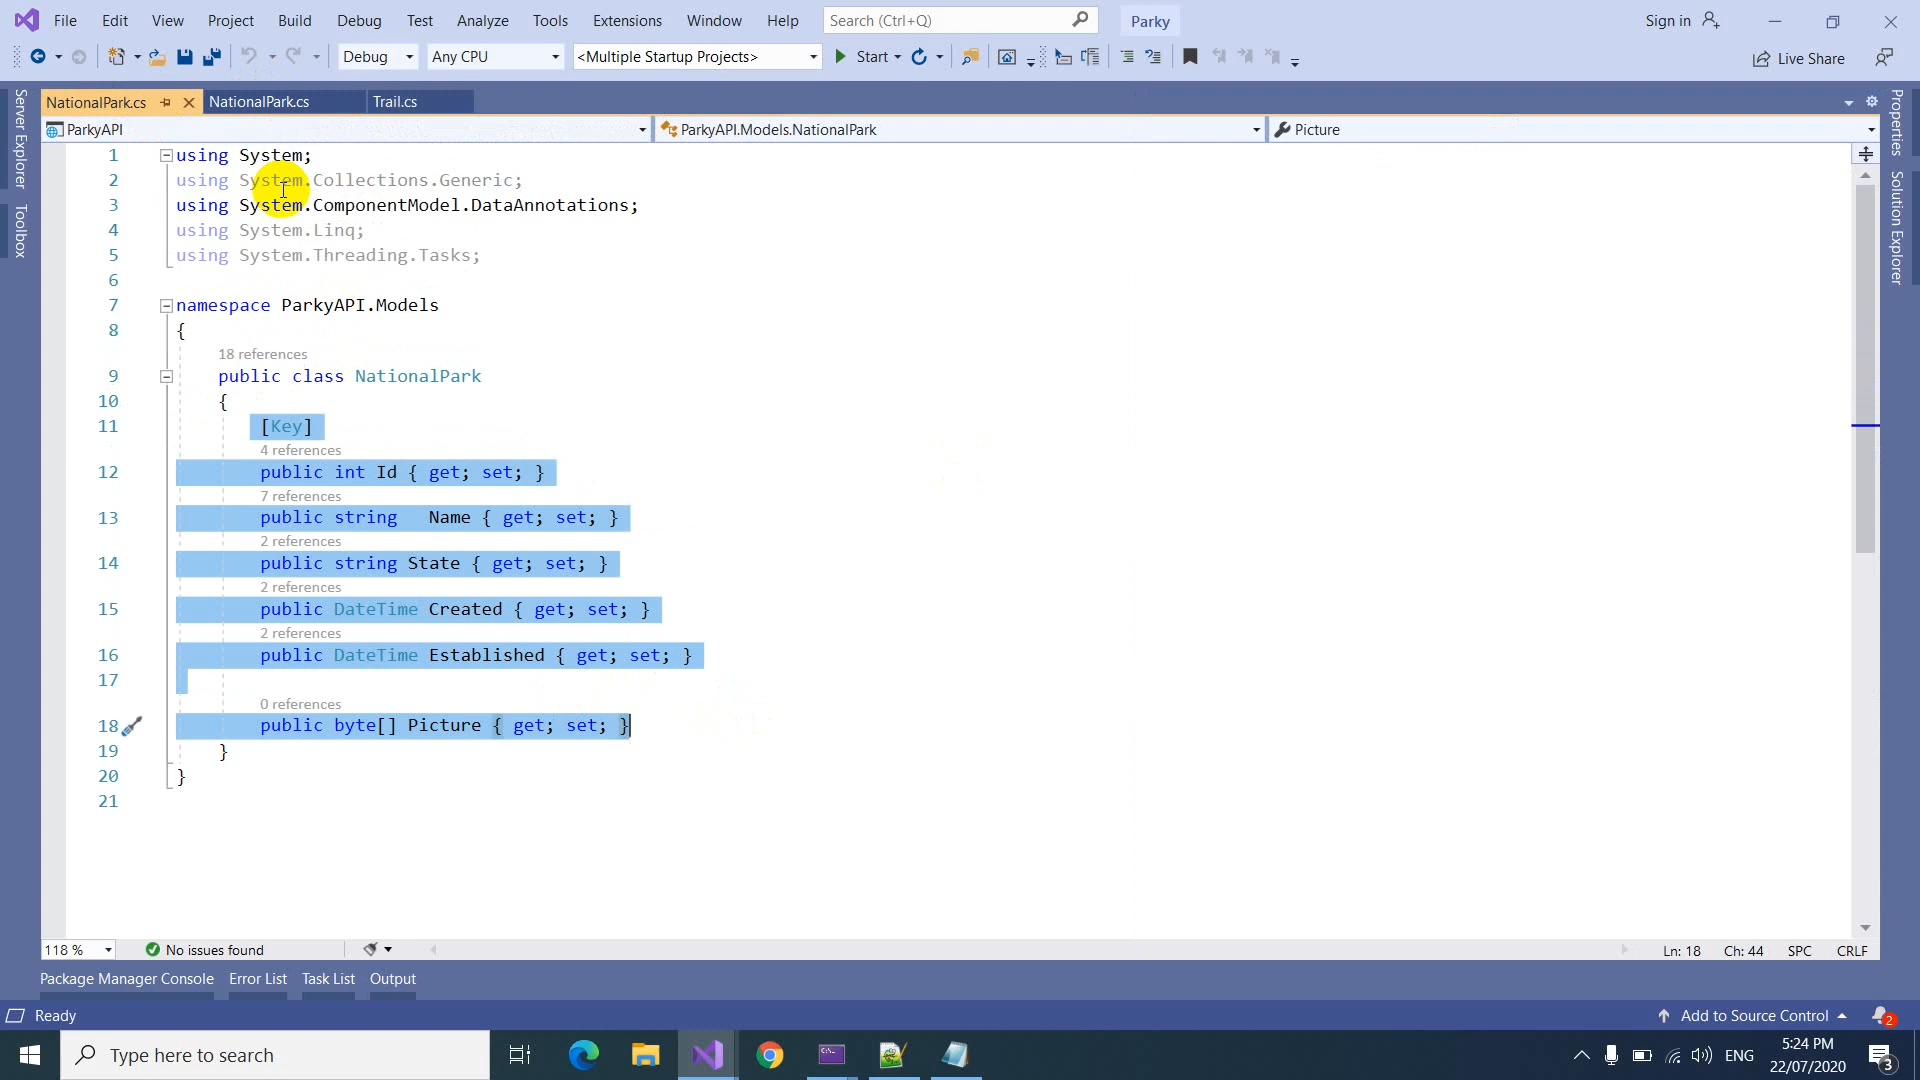 File Edit View Project Build Debug Test Analyze Tools Extensions Window Help Search (Ctrl+Q) Parky Sign in
Debug Any CPU <Multiple Startup Projects> Start Live Share
NationalPark.cs NationalPark.cs Trail.cs
ParkyAPI ParkyAPI.Models.NationalPark Picture
Server Explorer
Toolbox
Properties
Solution Explorer
1 using System;
2 using System.Collections.Generic;
3 using System.ComponentModel.DataAnnotations;
4 using System.Linq;
5 using System.Threading.Tasks;
6
7 namespace ParkyAPI.Models
8 {
18 references
9 public class NationalPark
10 {
11 [Key]
4 references
12 public int Id { get; set; }
7 references
13 public string Name { get; set; }
2 references
14 public string State { get; set; }
2 references
15 public DateTime Created { get; set; }
2 references
16 public DateTime Established { get; set; }
17
0 references
18 public byte[] Picture { get; set; }
19 }
20 }
21
118 % No issues found Ln: 18 Ch: 44 SPC CRLF
Package Manager Console Error List Task List Output
Ready Add to Source Control 2
Type here to search ENG 5:24 PM
22/07/2020 3